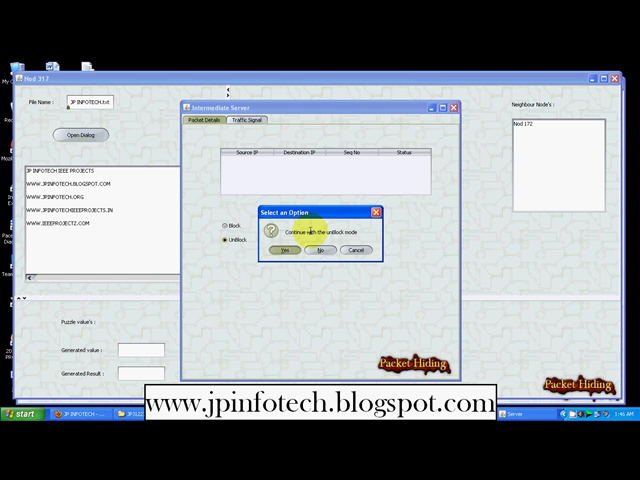 Nod 317
File Name :
JP INFOTECH.txt
Open Dialog
JP INFOTECH IEEE PROJECTS
WWW.JPINFOTECH.BLOGSPOT.COM
WWW.JPINFOTECH.ORG
WWW.JPINFOTECHIEEEPROJECTS.IN
WWW.IEEEPROJECTZ.COM
Puzzle value's :
Generated value :
Generated Result :
Intermediate Server
Packet Details
Traffic Signal
Source IP
Destination IP
Seq No
Status
Block
UnBlock
Select an Option
Continue with the unBlock mode
Yes
No
Cancel
Packet Hiding
Neighbour Node's :
Nod 172
Packet Hiding
www.jpinfotech.blogspot.com
start
JP INFOTECH - ...
Server
1:46 AM